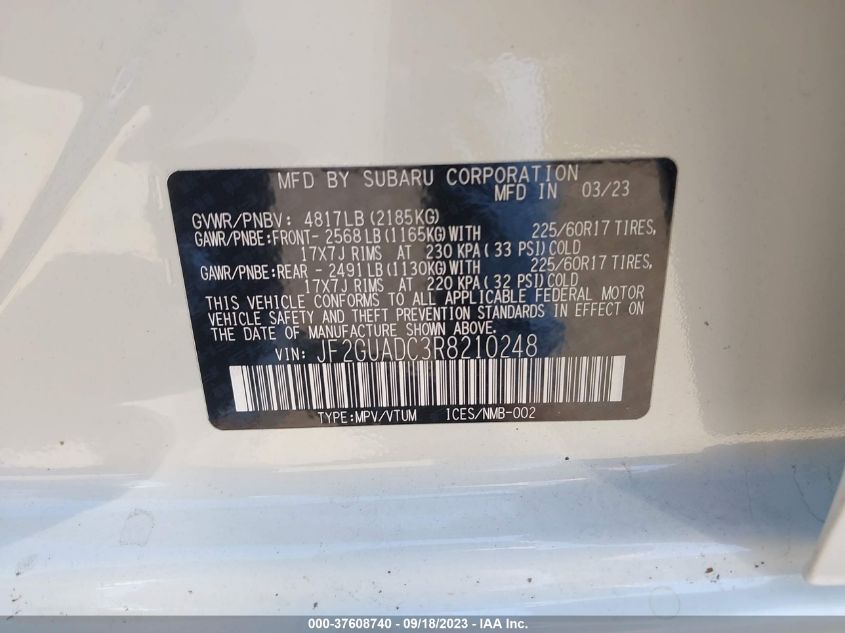 MFD BY SUBARU CORPORATION
MFD IN 03/23
GVWR/PNBV: 4817LB (2185KG)
GAWR/PNBE:FRONT- 2568LB (1165KG)WITH 225/60R17 TIRES,
17X7J RIMS AT 230 KPA( 33 PSI)COLD
GAWR/PNBE:REAR - 2491LB (1130KG)WITH 225/60R17 TIRES,
17X7J RIMS AT 220 KPA( 32 PSI)COLD
THIS VEHICLE CONFORMS TO ALL APPLICABLE FEDERAL MOTOR
VEHICLE SAFETY AND THEFT PREVENTION STANDARDS IN EFFECT ON
THE DATE OF MANUFACTURE SHOWN ABOVE.
VIN: JF2GUADC3R8210248
TYPE:MPV/VTUM ICES/NMB-002
000-37608740 - 09/18/2023 - IAA Inc.